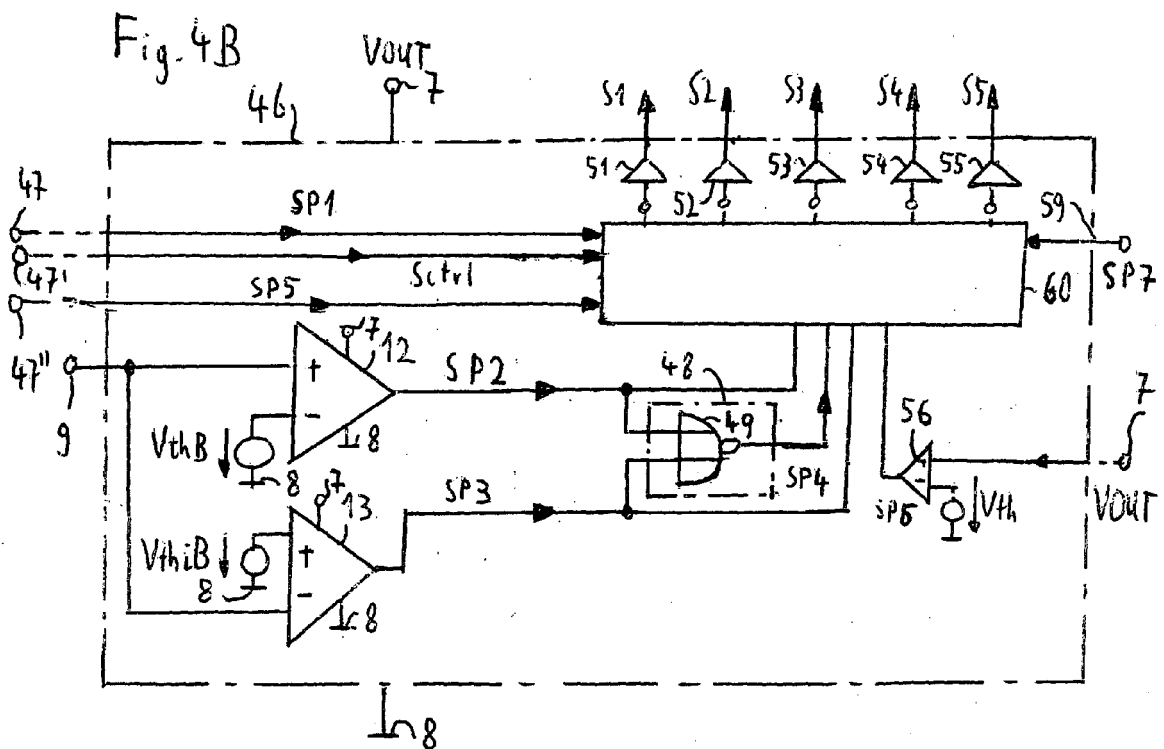 Fig. 4B
VOUT
7
46
S1 S2 S3 S4 S5
51 52 53 54 55
47
SP1
59
47'
Sctrl
SP7
SP5
60
47"
7
12
9
+
SP2
48
7
-
49
56
VthB
8
8
+
-
7
SP3
SP4
13
SP6
Vth
VOUT
VthiB
+
8
-
8
8